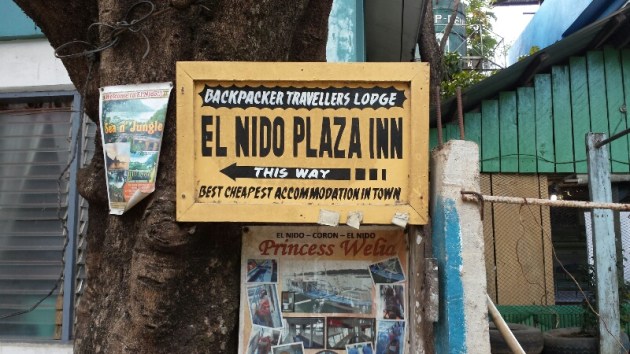 BACKPACKER TRAVELLERS LODGE
EL NIDO PLAZA INN
THIS WAY
BEST CHEAPEST ACCOMMODATION IN TOWN
Sea n' Jungle
EL NIDO – CORON – EL NIDO
Princess Welia